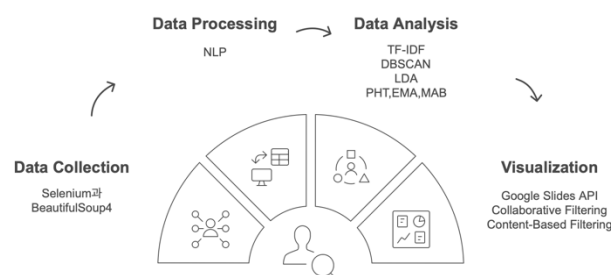 Data Processing
NLP
Data Analysis
TF-IDF
DBSCAN
LDA
PHT,EMA,MAB
Data Collection
Selenium과
BeautifulSoup4
Visualization
Google Slides API
Collaborative Filtering
Content-Based Filtering